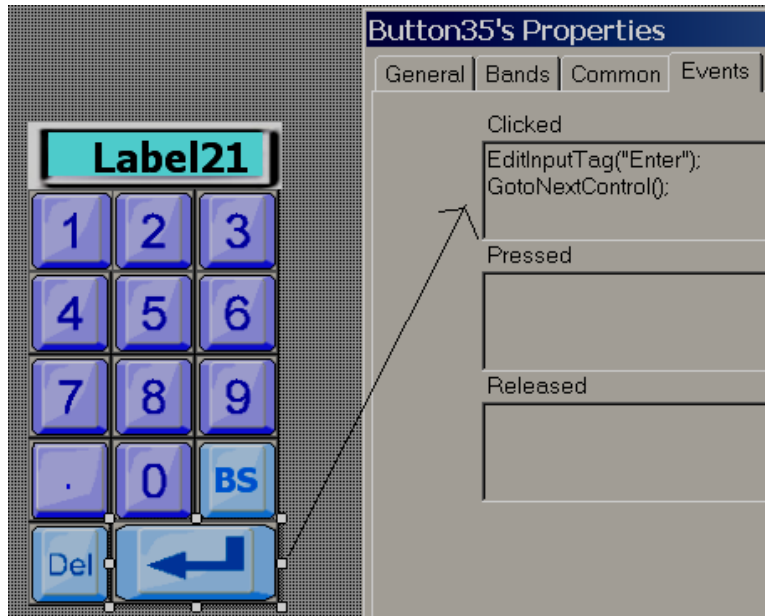 Button35's Properties
General Bands Common Events
Clicked
EditInputTag("Enter");
GotoNextControl();
Pressed
Released
Label21
1 2 3
4 5 6
7 8 9
. 0 BS
Del